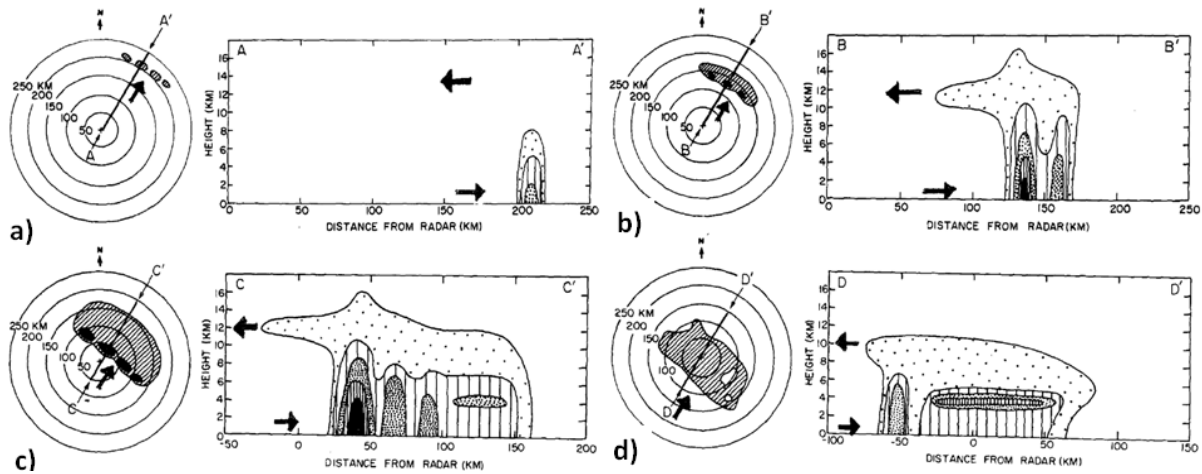 a)
N
A'
250 KM
200
150
100
50
A
A
A'
16
14
12
10
8
6
4
2
0
HEIGHT (KM)
0 50 100 150 200 250
DISTANCE FROM RADAR (KM)
b)
N
B'
250 KM
200
150
100
50
B
B
B'
16
14
12
10
8
6
4
2
0
HEIGHT (KM)
0 50 100 150 200 250
DISTANCE FROM RADAR (KM)
c)
N
C'
250 KM
200
150
100
50
C
C
C'
16
14
12
10
8
6
4
2
0
HEIGHT (KM)
-50 0 50 100 150 200
DISTANCE FROM RADAR (KM)
d)
N
D'
250 KM
200
150
100
D
D
D'
16
14
12
10
8
6
4
2
0
HEIGHT (KM)
-100 -50 0 50 100 150
DISTANCE FROM RADAR (KM)